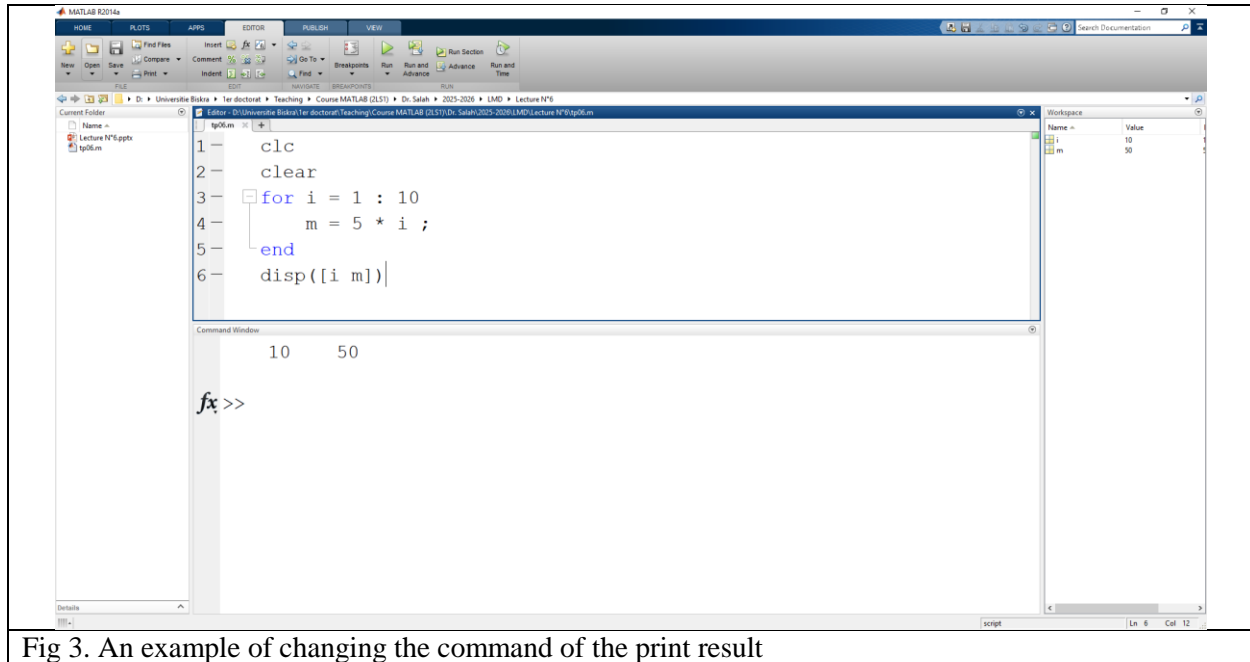 MATLAB R2014a
HOME PLOTS APPS EDITOR PUBLISH VIEW
Search Documentation
New Open Save Find Files Compare Print
Insert Comment Indent
Go To Find
Breakpoints Run Run and Advance Run Section Advance Run and Time
FILE EDIT NAVIGATE BREAKPOINTS RUN
D: Universitie Biskra 1er doctorat Teaching Course MATLAB (2LS1) Dr. Salah 2025-2026 LMD Lecture N°6
Current Folder
Name
Lecture N°6.pptx
tp06.m
Details
Editor - D:\Universitie Biskra\1er doctorat\Teaching\Course MATLAB (2LS1)\Dr. Salah\2025-2026\LMD\Lecture N°6\tp06.m
tp06.m
1 clc
2 clear
3 for i = 1 : 10
4 m = 5 * i ;
5 end
6 disp([i m])
Command Window
10 50
fx >>
Workspace
Name Value
i 10
m 50
script Ln 6 Col 12
Fig 3. An example of changing the command of the print result